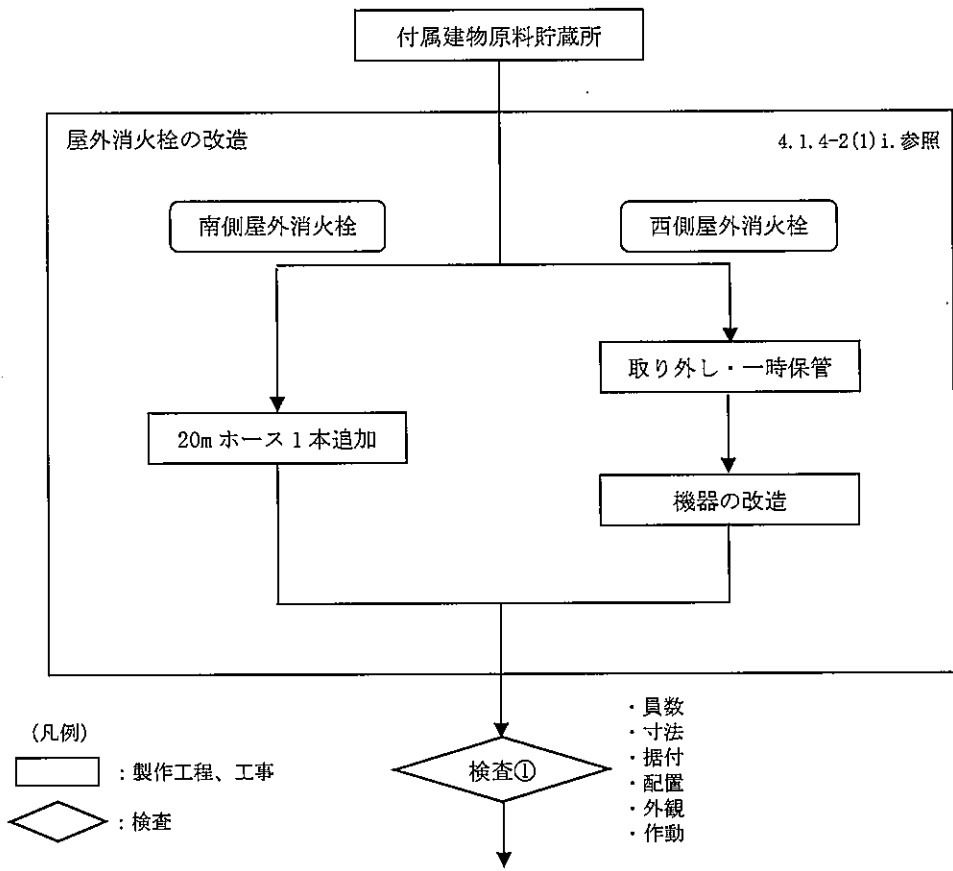 付属建物原料貯蔵所
屋外消火栓の改造
4.1.4-2(1)i.参照
南側屋外消火栓
西側屋外消火栓
取り外し・一時保管
20mホース1本追加
機器の改造
(凡例)
:製作工程、工事
:検査
検査①
・員数
・寸法
・据付
・配置
・外観
・作動